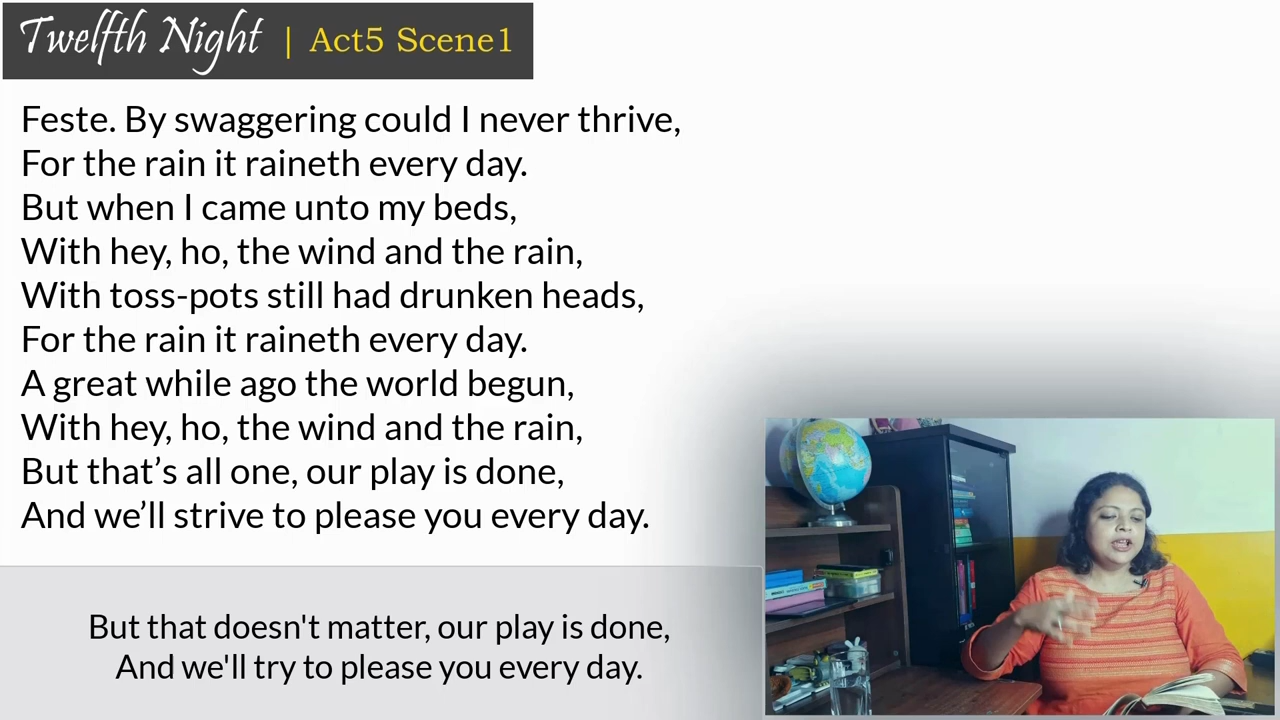 Twelfth Night | Act5 Scene1
Feste. By swaggering could I never thrive,
For the rain it raineth every day.
But when I came unto my beds,
With hey, ho, the wind and the rain,
With toss-pots still had drunken heads,
For the rain it raineth every day.
A great while ago the world begun,
With hey, ho, the wind and the rain,
But that’s all one, our play is done,
And we’ll strive to please you every day.
But that doesn't matter, our play is done,
And we'll try to please you every day.